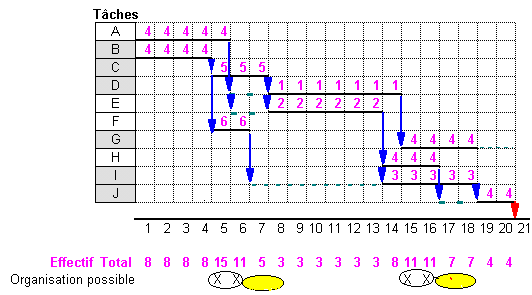 Tâches
A 4 4 4 4 4
B 4 4 4 4
C 5 5 5
D 1 1 1 1 1 1 1
E 2 2 2 2 2 2
F 6 6
G 4 4 4 4
H 4 4 4
I 3 3 3 3 3
J 4 4
1 2 3 4 5 6 7 8 9 10 11 12 13 14 15 16 17 18 19 20 21
Effectif Total 8 8 8 8 15 11 5 3 3 3 3 3 3 8 11 11 7 7 4 4
Organisation possible X X X X